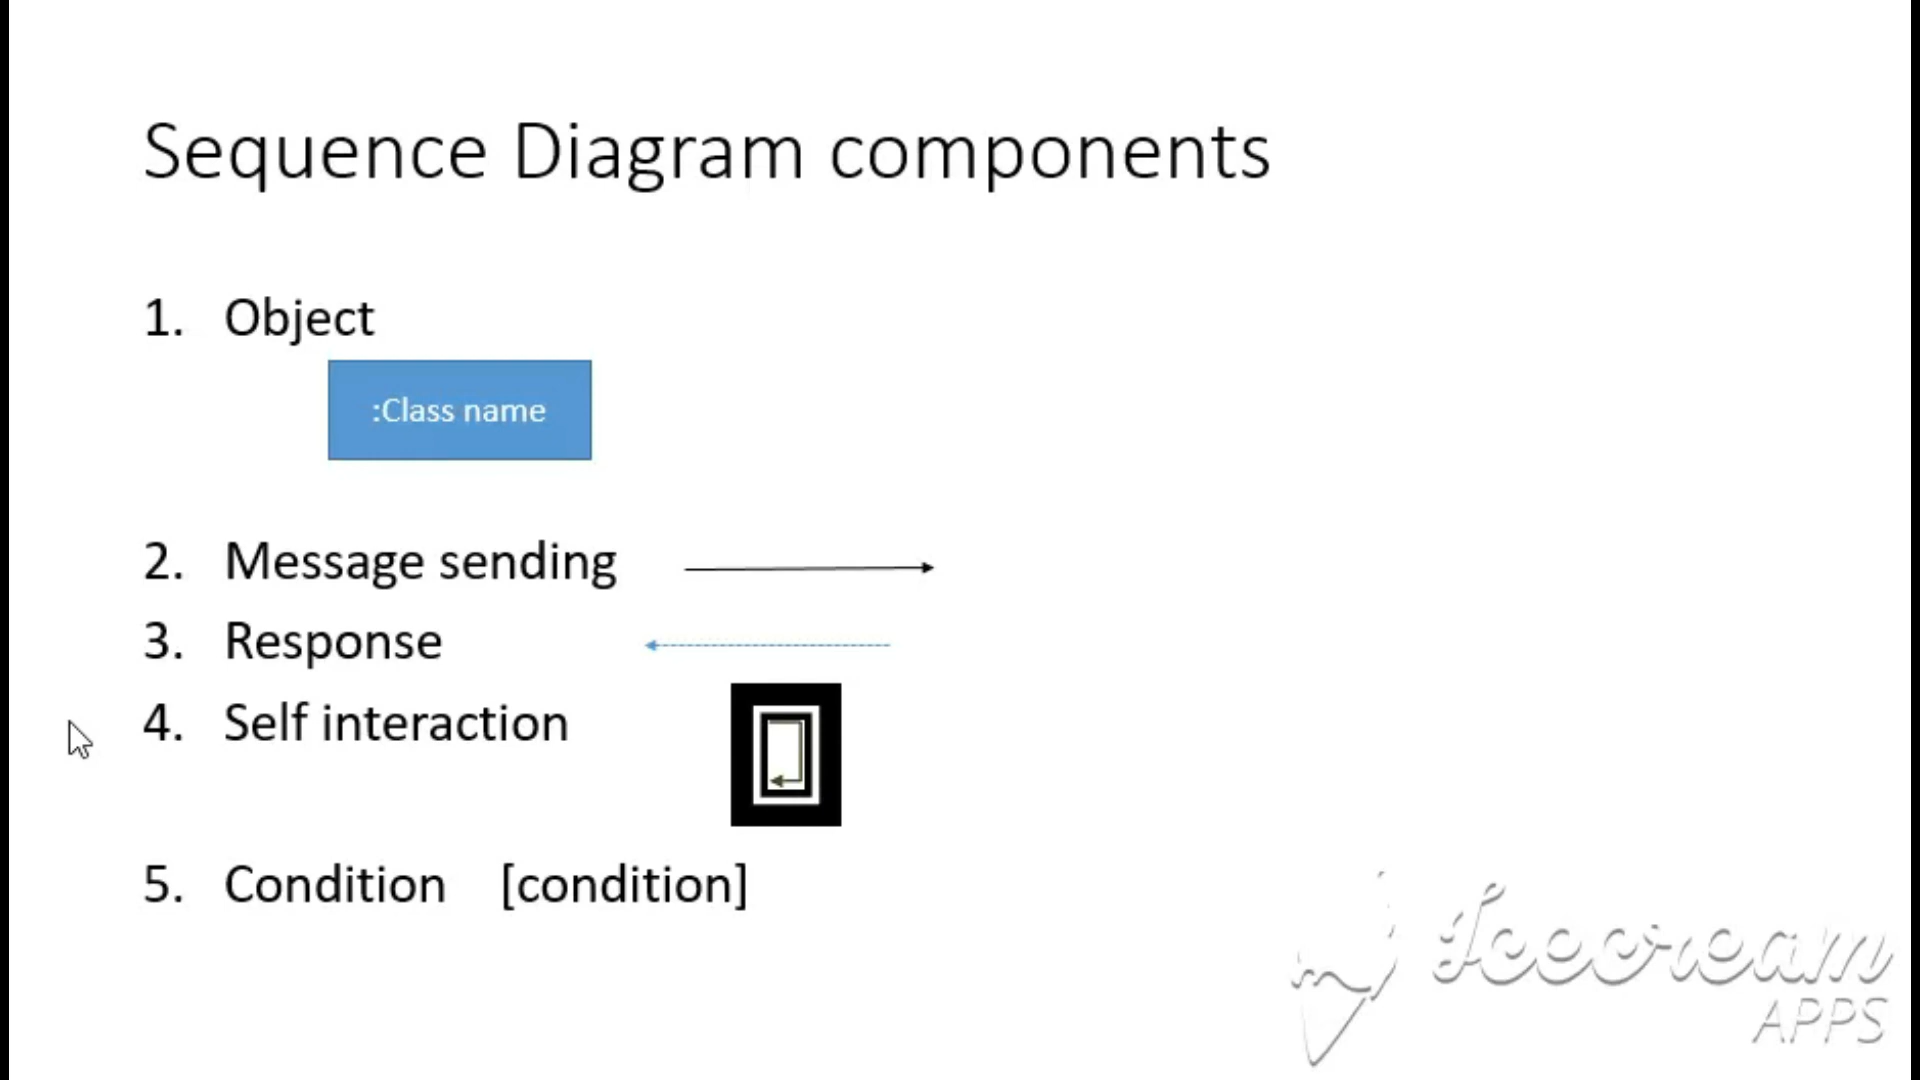 Sequence Diagram components
1. Object
:Class name
2. Message sending
3. Response
4. Self interaction
5. Condition [condition]
Icecream
APPS